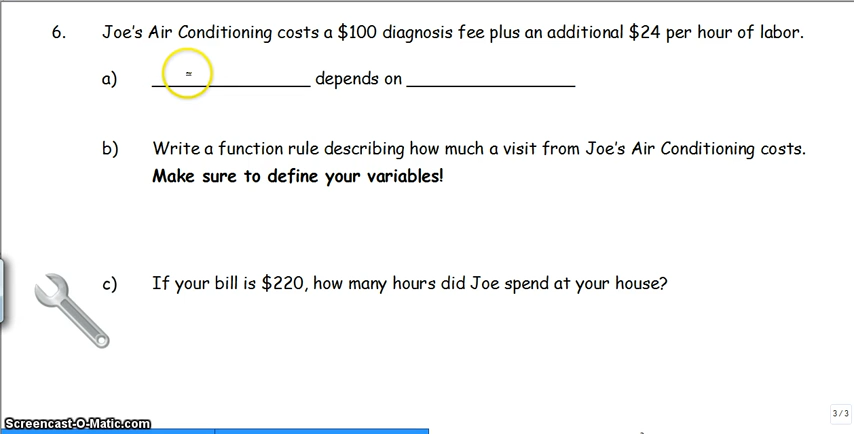 6. Joe's Air Conditioning costs a $100 diagnosis fee plus an additional $24 per hour of labor.
a) ____________ depends on ____________
b) Write a function rule describing how much a visit from Joe's Air Conditioning costs.
Make sure to define your variables!
c) If your bill is $220, how many hours did Joe spend at your house?
3 / 3
Screencast-O-Matic.com